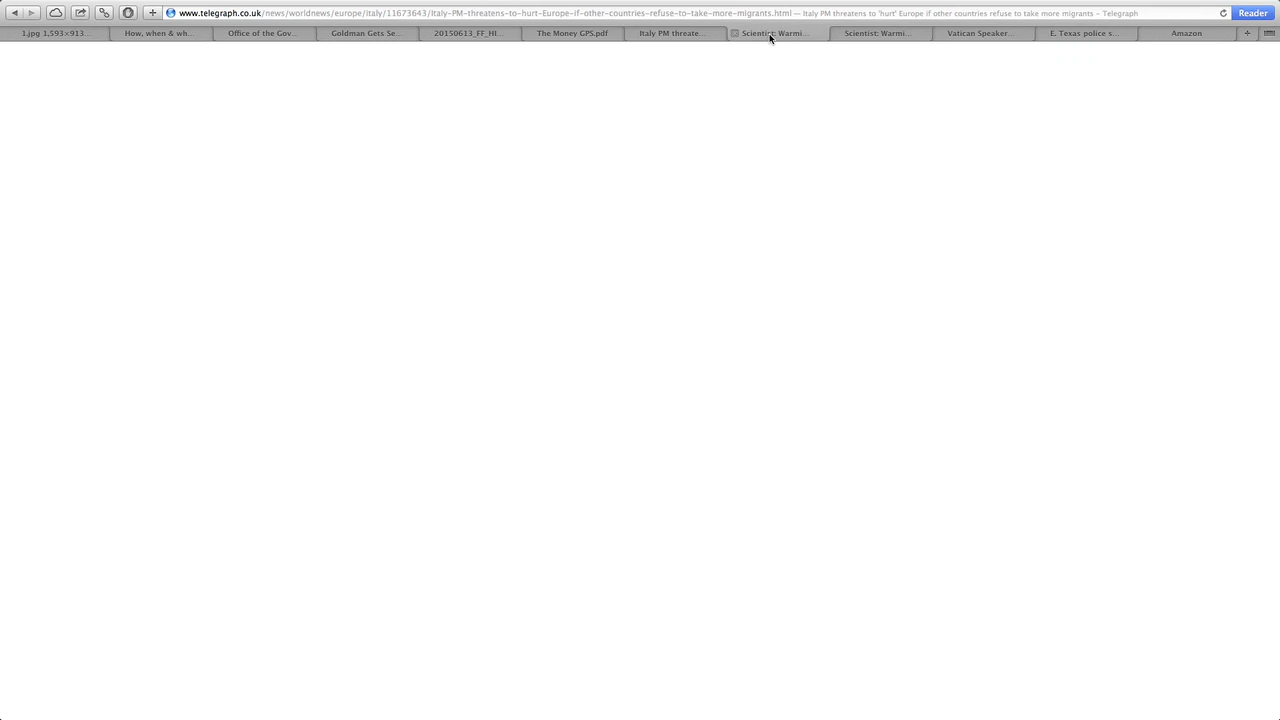 www.telegraph.co.uk/news/worldnews/europe/italy/11673643/Italy-PM-threatens-to-hurt-Europe-if-other-countries-refuse-to-take-more-migrants.html — Italy PM threatens to 'hurt' Europe if other countries refuse to take more migrants – Telegraph Reader
1.jpg 1,593×913... How, when & wh... Office of the Gov... Goldman Gets Se... 20150613_FF_HI... The Money GPS.pdf Italy PM threate... Scientist: Warmi... Scientist: Warmi... Vatican Speaker... E. Texas police s... Amazon